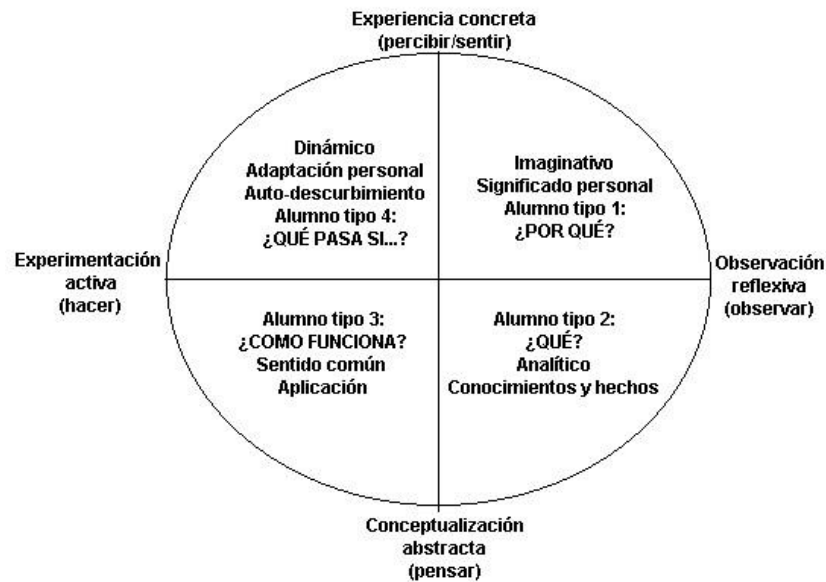 Experiencia concreta
(percibir/sentir)
Dinámico
Adaptación personal
Auto-descurbimiento
Alumno tipo 4:
¿QUÉ PASA SI...?
Imaginativo
Significado personal
Alumno tipo 1:
¿POR QUÉ?
Experimentación
activa
(hacer)
Observación
reflexiva
(observar)
Alumno tipo 3:
¿COMO FUNCIONA?
Sentido común
Aplicación
Alumno tipo 2:
¿QUÉ?
Analítico
Conocimientos y hechos
Conceptualización
abstracta
(pensar)